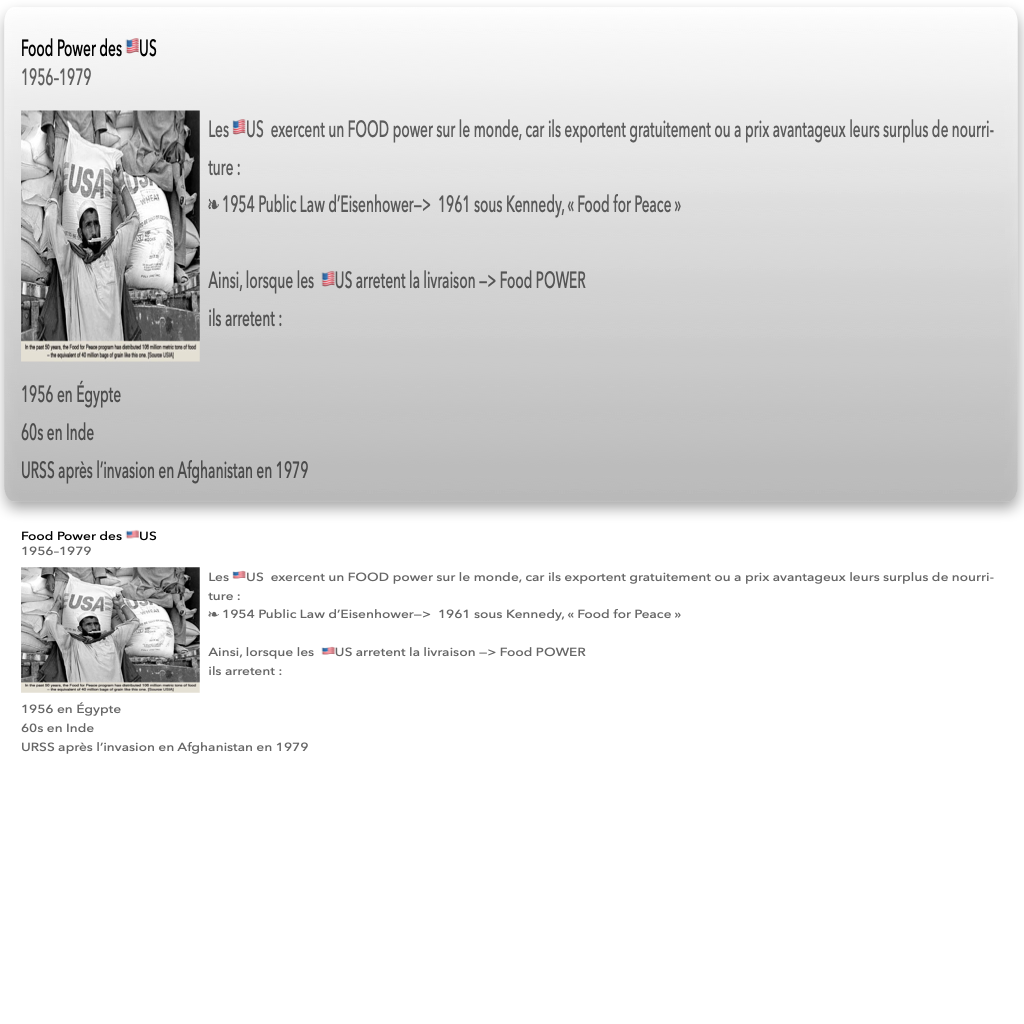 Food Power des 🇺🇸US
1956-1979
USA
USA
WHEAT
Les 🇺🇸US exercent un FOOD power sur le monde, car ils exportent gratuitement ou a prix avantageux leurs surplus de nourri-
ture :
❧ 1954 Public Law d’Eisenhower—> 1961 sous Kennedy, « Food for Peace »
Ainsi, lorsque les 🇺🇸US arretent la livraison —> Food POWER
ils arretent :
In the past 50 years, the Food for Peace program has distributed 106 million metric tons of food
– the equivalent of 40 million bags of grain like this one. [Source USIA]
1956 en Égypte
60s en Inde
URSS après l’invasion en Afghanistan en 1979
Food Power des 🇺🇸US
1956-1979
USA
Les 🇺🇸US exercent un FOOD power sur le monde, car ils exportent gratuitement ou a prix avantageux leurs surplus de nourri-
ture :
❧ 1954 Public Law d’Eisenhower—> 1961 sous Kennedy, « Food for Peace »
Ainsi, lorsque les 🇺🇸US arretent la livraison —> Food POWER
ils arretent :
In the past 50 years, the Food for Peace program has distributed 106 million metric tons of food
– the equivalent of 40 million bags of grain like this one. [Source USIA]
1956 en Égypte
60s en Inde
URSS après l’invasion en Afghanistan en 1979